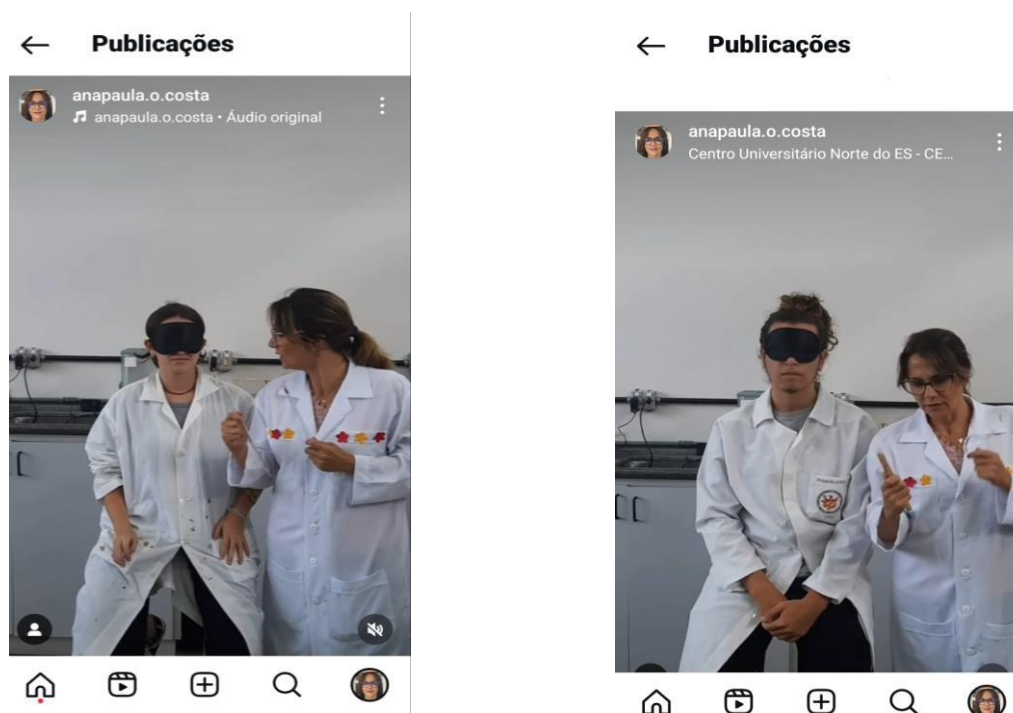 Publicações
anapaula.o.costa
anapaula.o.costa • Áudio original
Publicações
anapaula.o.costa
Centro Universitário Norte do ES - CE...